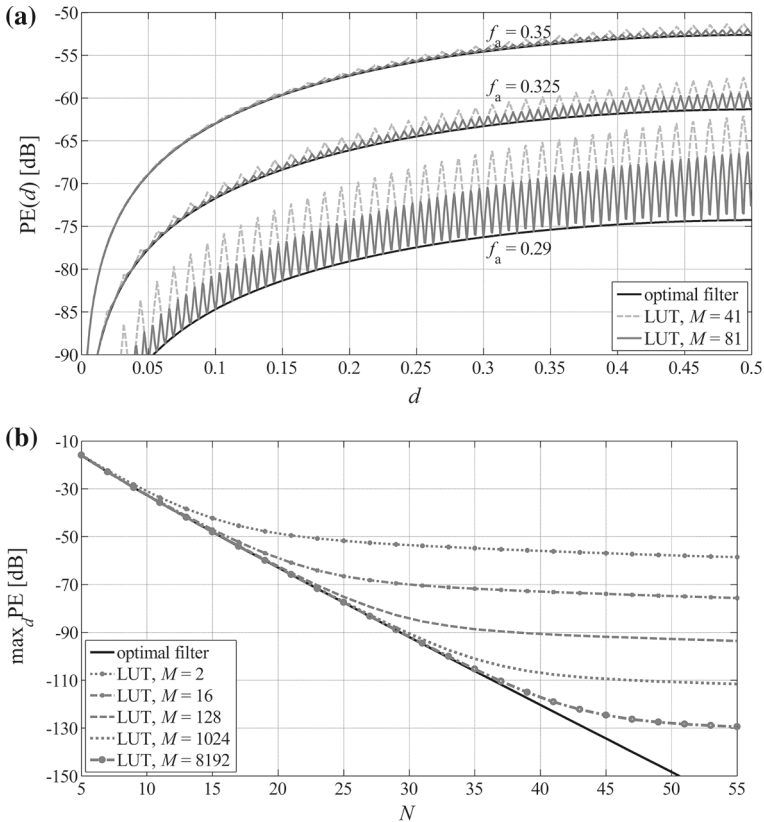 (a)
-50
-55
-60
-65
-70
-75
-80
-85
-90
PE(d) [dB]
fa = 0.35
fa = 0.325
fa = 0.29
optimal filter
LUT, M = 41
LUT, M = 81
0 0.05 0.1 0.15 0.2 0.25 0.3 0.35 0.4 0.45 0.5
d
(b)
-10
-30
-50
-70
-90
-110
-130
-150
maxdPE [dB]
optimal filter
LUT, M = 2
LUT, M = 16
LUT, M = 128
LUT, M = 1024
LUT, M = 8192
5 10 15 20 25 30 35 40 45 50 55
N